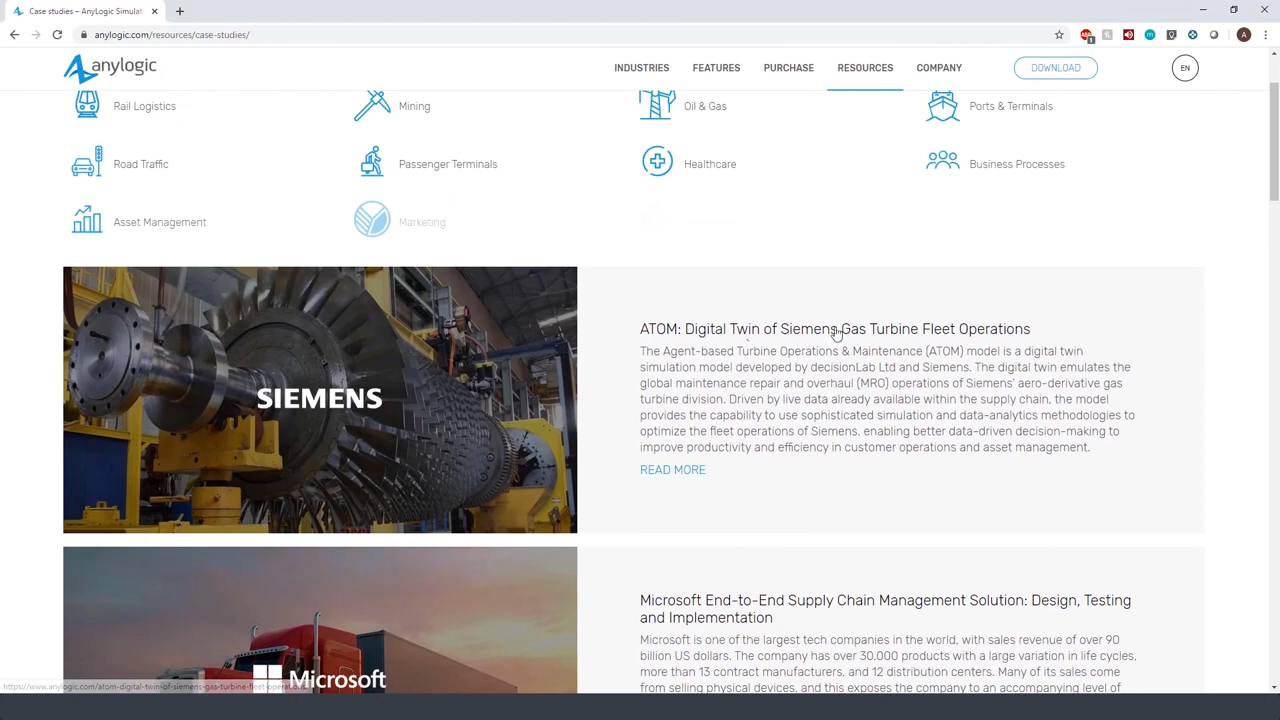 Case studies – AnyLogic Simulat
anylogic.com/resources/case-studies/
1
A
anylogic
INDUSTRIES
FEATURES
PURCHASE
RESOURCES
COMPANY
DOWNLOAD
EN
Rail Logistics
Mining
Oil & Gas
Ports & Terminals
Road Traffic
Passenger Terminals
Healthcare
Business Processes
Asset Management
Marketing
SIEMENS
ATOM: Digital Twin of Siemens Gas Turbine Fleet Operations
The Agent-based Turbine Operations & Maintenance (ATOM) model is a digital twin
simulation model developed by decisionLab Ltd and Siemens. The digital twin emulates the
global maintenance repair and overhaul (MRO) operations of Siemens' aero-derivative gas
turbine division. Driven by live data already available within the supply chain, the model
provides the capability to use sophisticated simulation and data-analytics methodologies to
optimize the fleet operations of Siemens, enabling better data-driven decision-making to
improve productivity and efficiency in customer operations and asset management.
READ MORE
Microsoft
Microsoft End-to-End Supply Chain Management Solution: Design, Testing
and Implementation
Microsoft is one of the largest tech companies in the world, with sales revenue of over 90
billion US dollars. The company has over 30,000 products with a large variation in life cycles,
more than 13 contract manufacturers, and 12 distribution centers. Many of its sales come
from selling physical devices, and this exposes the company to an accompanying level of
https://www.anylogic.com/atom-digital-twin-of-siemens-gas-turbine-fleet-operations